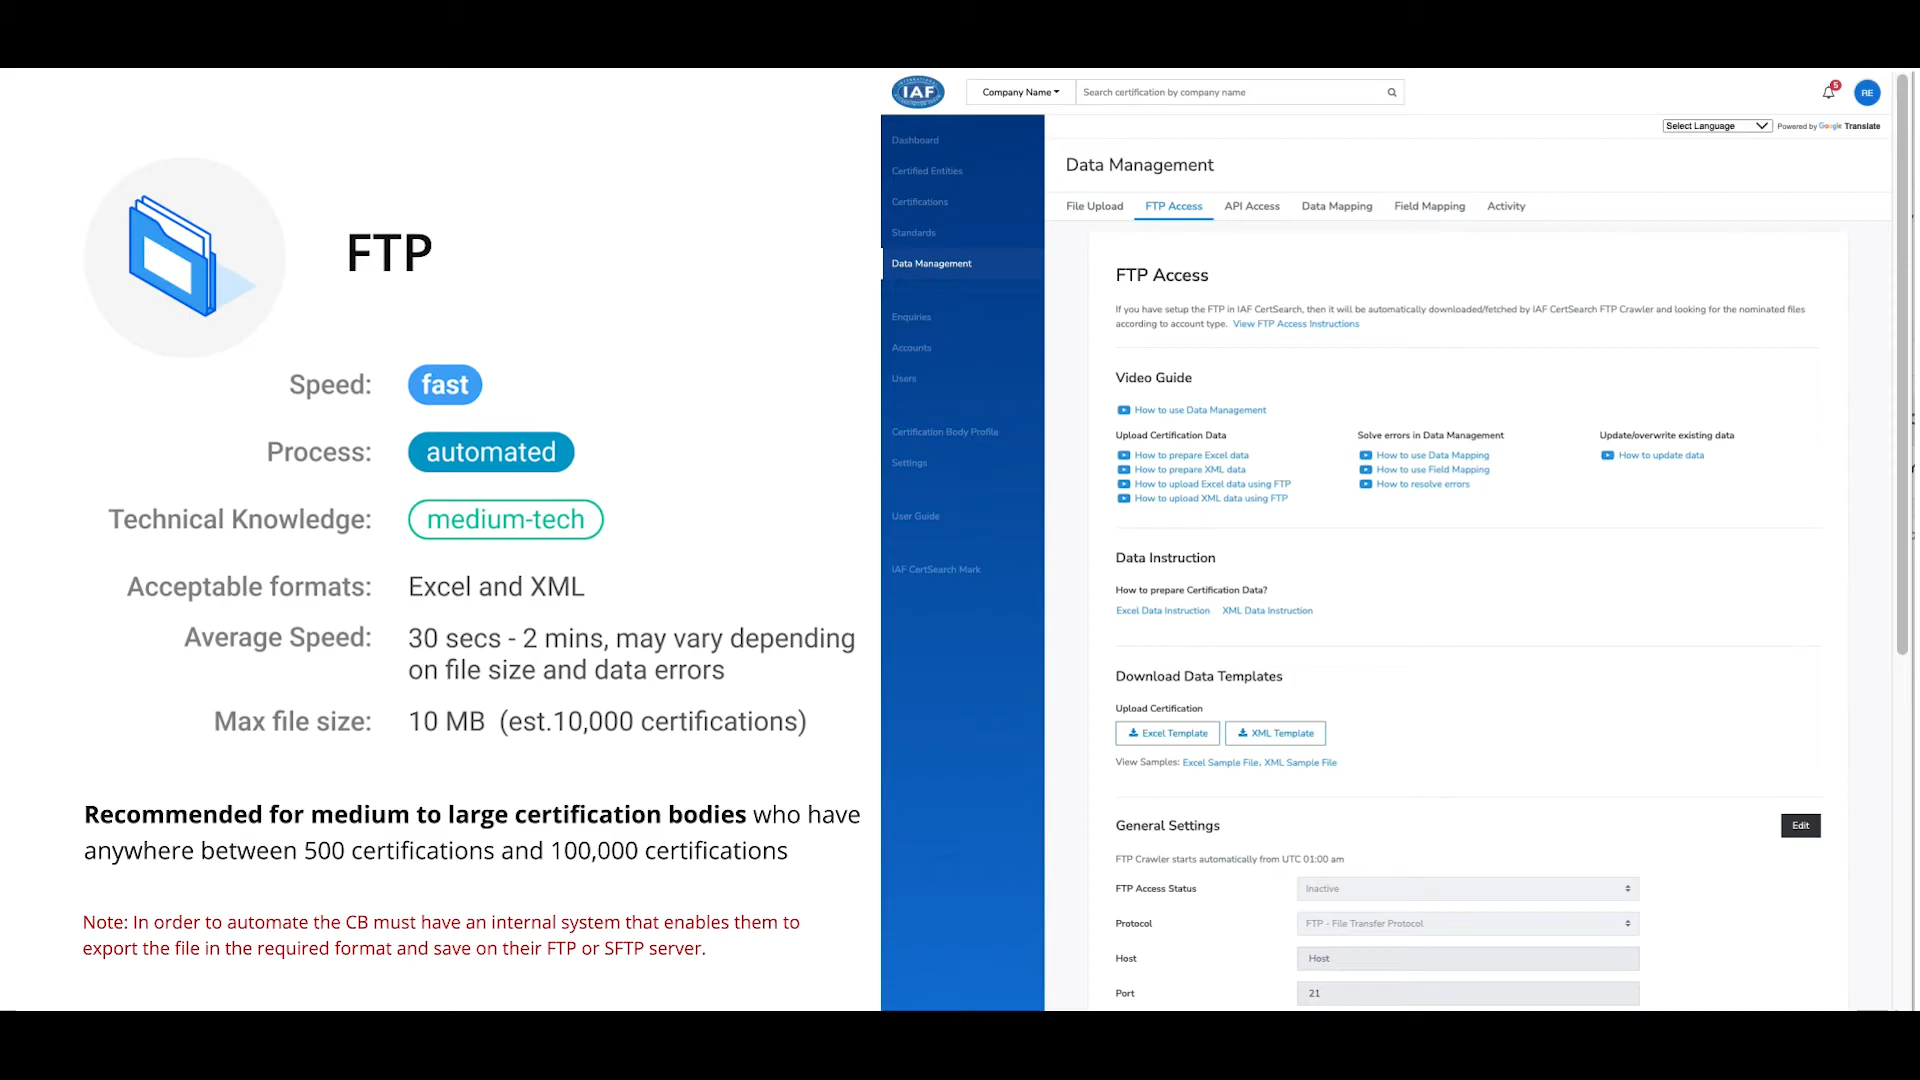 FTP
Speed: fast
Process: automated
Technical Knowledge: medium-tech
Acceptable formats: Excel and XML
Average Speed: 30 secs - 2 mins, may vary depending
on file size and data errors
Max file size: 10 MB (est.10,000 certifications)
Recommended for medium to large certification bodies who have
anywhere between 500 certifications and 100,000 certifications
Note: In order to automate the CB must have an internal system that enables them to
export the file in the required format and save on their FTP or SFTP server.
IAF
Company Name
Search certification by company name
5
RE
Select Language
Powered by Google Translate
Dashboard
Certified Entities
Certifications
Standards
Data Management
Enquiries
Accounts
Users
Certification Body Profile
Settings
User Guide
IAF CertSearch Mark
Data Management
File Upload FTP Access API Access Data Mapping Field Mapping Activity
FTP Access
If you have setup the FTP in IAF CertSearch, then it will be automatically downloaded/fetched by IAF CertSearch FTP Crawler and looking for the nominated files
according to account type. View FTP Access Instructions
Video Guide
How to use Data Management
Upload Certification Data
How to prepare Excel data
How to prepare XML data
How to upload Excel data using FTP
How to upload XML data using FTP
Solve errors in Data Management
How to use Data Mapping
How to use Field Mapping
How to resolve errors
Update/overwrite existing data
How to update data
Data Instruction
How to prepare Certification Data?
Excel Data Instruction XML Data Instruction
Download Data Templates
Upload Certification
Excel Template XML Template
View Samples: Excel Sample File, XML Sample File
General Settings
Edit
FTP Crawler starts automatically from UTC 01:00 am
FTP Access Status Inactive
Protocol FTP - File Transfer Protocol
Host Host
Port 21